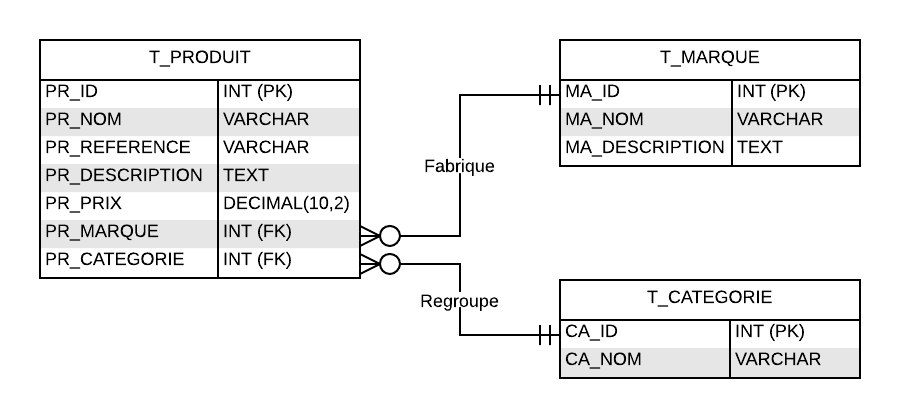 T_PRODUIT
PR_ID INT (PK)
PR_NOM VARCHAR
PR_REFERENCE VARCHAR
PR_DESCRIPTION TEXT
PR_PRIX DECIMAL(10,2)
PR_MARQUE INT (FK)
PR_CATEGORIE INT (FK)
Fabrique
Regroupe
T_MARQUE
MA_ID INT (PK)
MA_NOM VARCHAR
MA_DESCRIPTION TEXT
T_CATEGORIE
CA_ID INT (PK)
CA_NOM VARCHAR